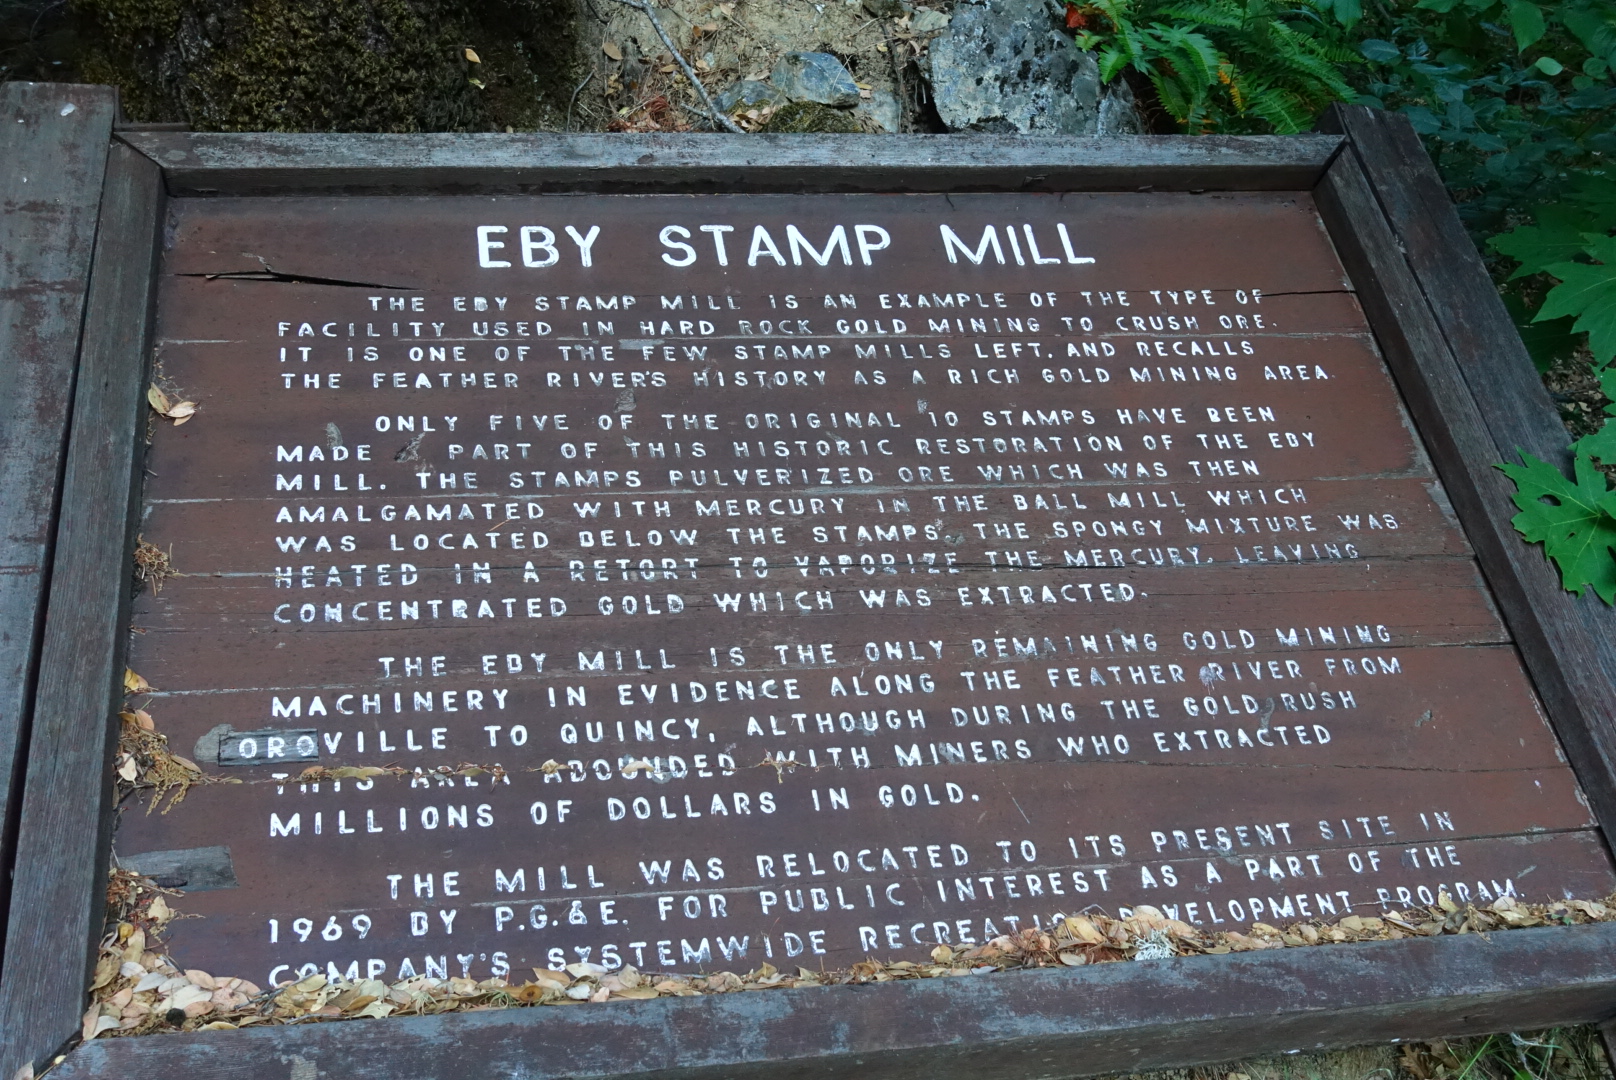 EBY STAMP MILL
THE EBY STAMP MILL IS AN EXAMPLE OF THE TYPE OF
FACILITY USED IN HARD ROCK GOLD MINING TO CRUSH ORE.
IT IS ONE OF THE FEW STAMP MILLS LEFT, AND RECALLS
THE FEATHER RIVER'S HISTORY AS A RICH GOLD MINING AREA.
ONLY FIVE OF THE ORIGINAL 10 STAMPS HAVE BEEN
MADE A PART OF THIS HISTORIC RESTORATION OF THE EBY
MILL. THE STAMPS PULVERIZED ORE WHICH WAS THEN
AMALGAMATED WITH MERCURY IN THE BALL MILL WHICH
WAS LOCATED BELOW THE STAMPS. THE SPONGY MIXTURE WAS
HEATED IN A RETORT TO VAPORIZE THE MERCURY, LEAVING
CONCENTRATED GOLD WHICH WAS EXTRACTED.
THE EBY MILL IS THE ONLY REMAINING GOLD MINING
MACHINERY IN EVIDENCE ALONG THE FEATHER RIVER FROM
OROVILLE TO QUINCY, ALTHOUGH DURING THE GOLD RUSH
THIS AREA ABOUNDED WITH MINERS WHO EXTRACTED
MILLIONS OF DOLLARS IN GOLD.
THE MILL WAS RELOCATED TO ITS PRESENT SITE IN
1969 BY P.G.&E. FOR PUBLIC INTEREST AS A PART OF THE
COMPANY'S SYSTEMWIDE RECREATION DEVELOPMENT PROGRAM.